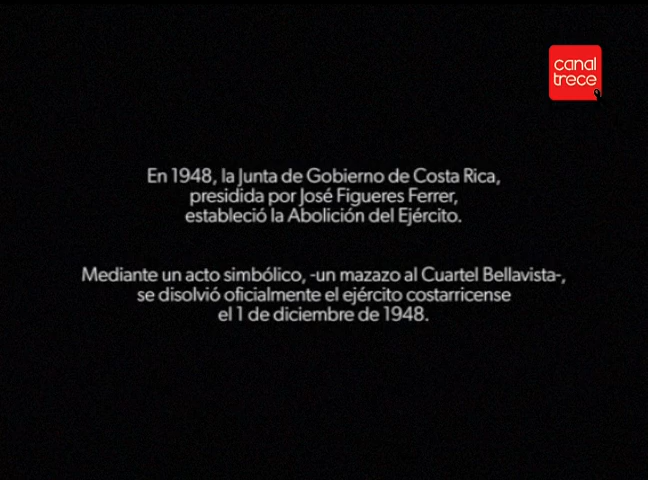 canal
trece
En 1948, la Junta de Gobierno de Costa Rica,
presidida por José Figueres Ferrer,
estableció la Abolición del Ejército.
Mediante un acto simbólico, -un mazazo al Cuartel Bellavista-,
se disolvió oficialmente el ejército costarricense
el 1 de diciembre de 1948.